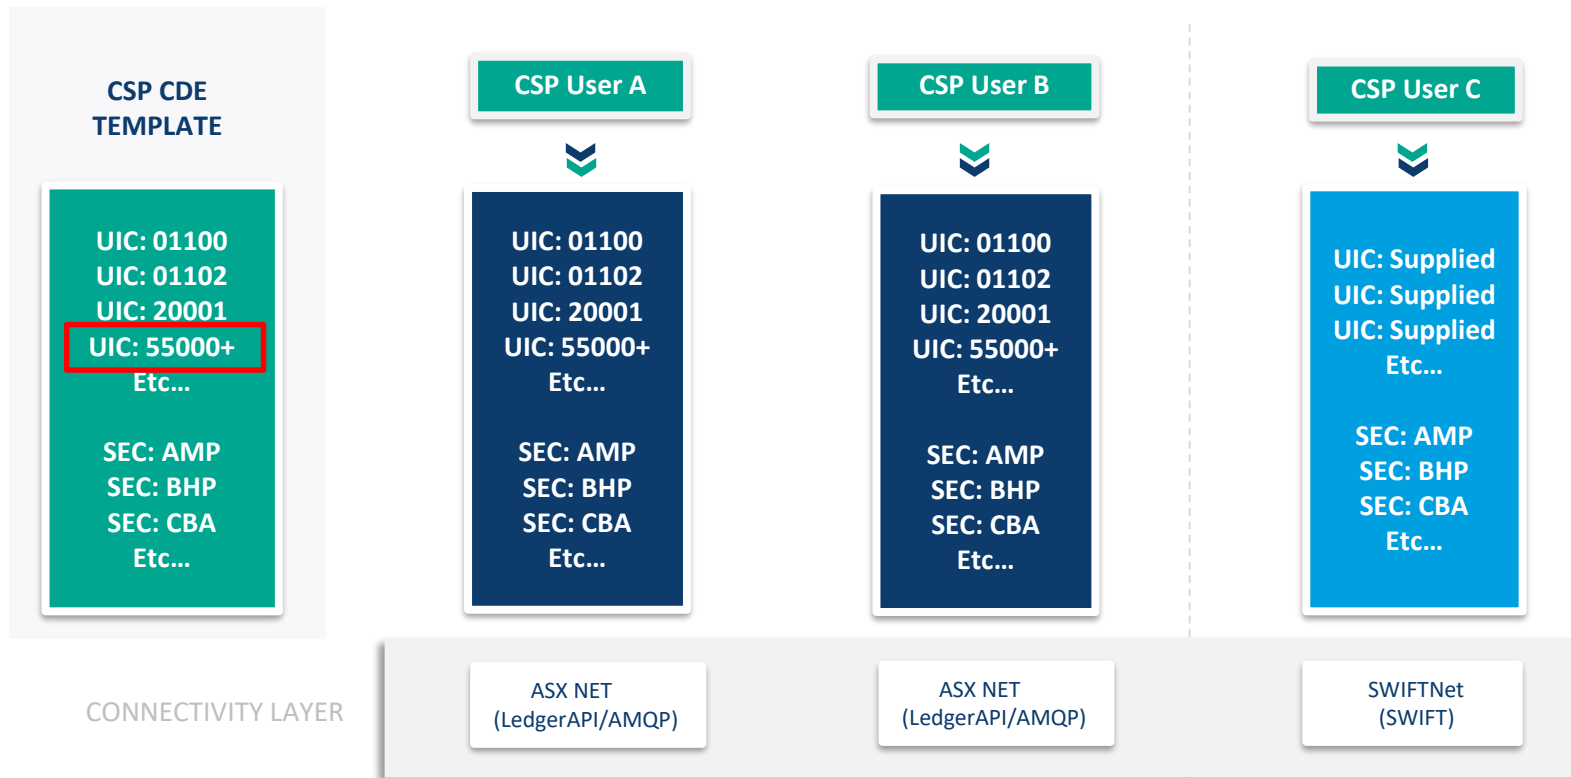 CSP CDE
TEMPLATE
UIC: 01100
UIC: 01102
UIC: 20001
UIC: 55000+
Etc...
SEC: AMP
SEC: BHP
SEC: CBA
Etc...
CSP User A
UIC: 01100
UIC: 01102
UIC: 20001
UIC: 55000+
Etc...
SEC: AMP
SEC: BHP
SEC: CBA
Etc...
CSP User B
UIC: 01100
UIC: 01102
UIC: 20001
UIC: 55000+
Etc...
SEC: AMP
SEC: BHP
SEC: CBA
Etc...
CSP User C
UIC: Supplied
UIC: Supplied
UIC: Supplied
Etc...
SEC: AMP
SEC: BHP
SEC: CBA
Etc...
CONNECTIVITY LAYER
ASX NET
(LedgerAPI/AMQP)
ASX NET
(LedgerAPI/AMQP)
SWIFTNet
(SWIFT)